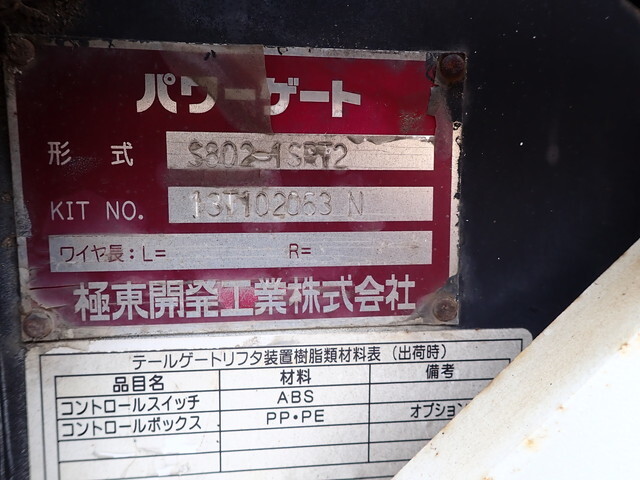 パワーゲート
形式 S802-1SBT2
KIT NO. 13T102063 N
ワイヤ長:L= R=
極東開発工業株式会社
テールゲートリフタ装置樹脂類材料表(出荷時)
品目名 材料 備考
コントロールスイッチ ABS
コントロールボックス PP・PE オプション